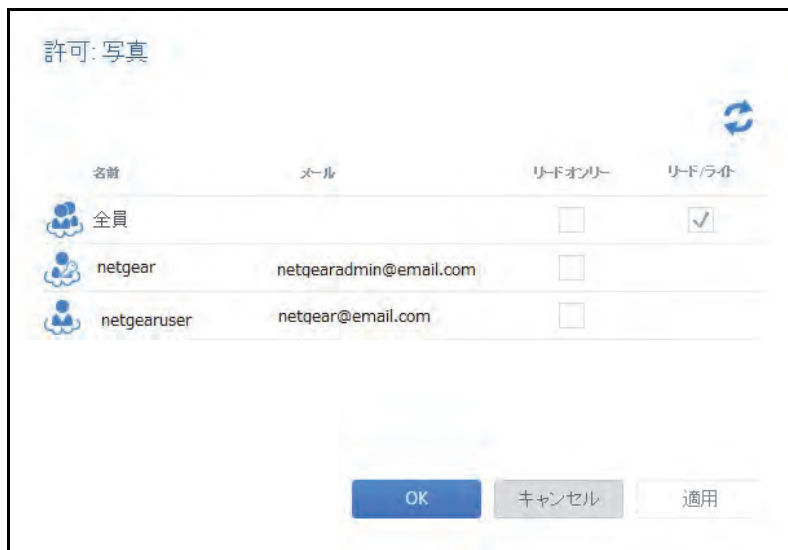 許可: 写真
名前 メール リードオンリー リード/ライト
全員
netgear netgearadmin@email.com
netgearuser netgear@email.com
OK キャンセル 適用